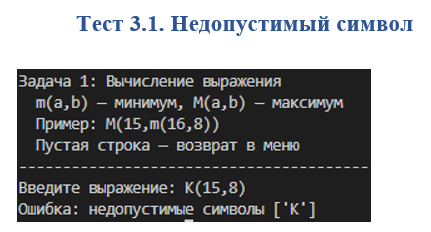 Тест 3.1. Недопустимый символ
Задача 1: Вычисление выражения
m(a,b) — минимум, M(a,b) — максимум
Пример: M(15,m(16,8))
Пустая строка — возврат в меню
----------------------------------------
Введите выражение: K(15,8)
Ошибка: недопустимые символы ['K']